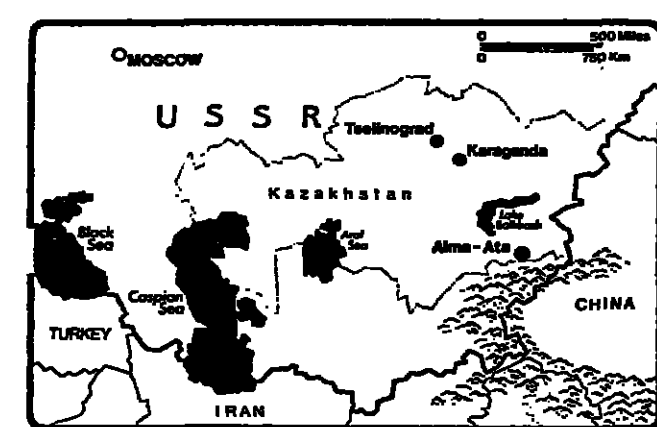 0 500 Miles
0 750 Km
MOSCOW
USSR
Tselinograd
Karaganda
Kazakhstan
Lake
Balkhash
Black
Sea
Aral
Sea
Alma-Ata
Caspian
Sea
CHINA
TURKEY
IRAN